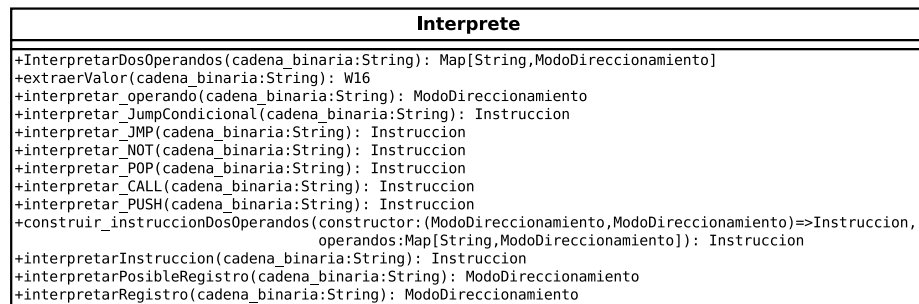 Interprete
+InterpretarDosOperandos(cadena_binaria:String): Map[String,ModoDireccionamiento]
+extraerValor(cadena_binaria:String): W16
+interpretar_operando(cadena_binaria:String): ModoDireccionamiento
+interpretar_JumpCondicional(cadena_binaria:String): Instruccion
+interpretar_JMP(cadena_binaria:String): Instruccion
+interpretar_NOT(cadena_binaria:String): Instruccion
+interpretar_POP(cadena_binaria:String): Instruccion
+interpretar_CALL(cadena_binaria:String): Instruccion
+interpretar_PUSH(cadena_binaria:String): Instruccion
+construir_instruccionDosOperandos(constructor:(ModoDireccionamiento,ModoDireccionamiento)=>Instruccion,
operandos:Map[String,ModoDireccionamiento]): Instruccion
+interpretarInstruccion(cadena_binaria:String): Instruccion
+interpretarPosibleRegistro(cadena_binaria:String): ModoDireccionamiento
+interpretarRegistro(cadena_binaria:String): ModoDireccionamiento